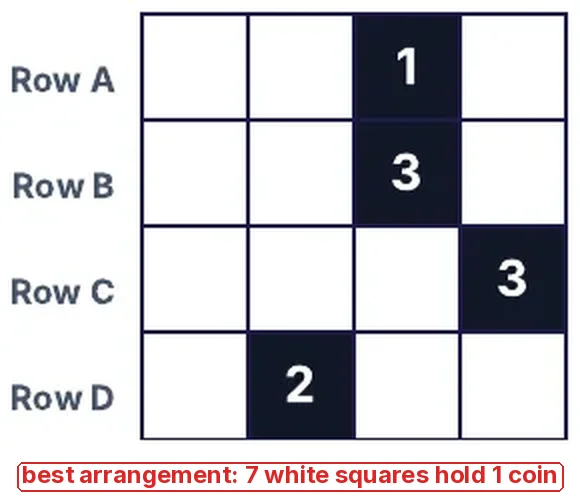 Row A 1
Row B 3
Row C 3
Row D 2
best arrangement: 7 white squares hold 1 coin